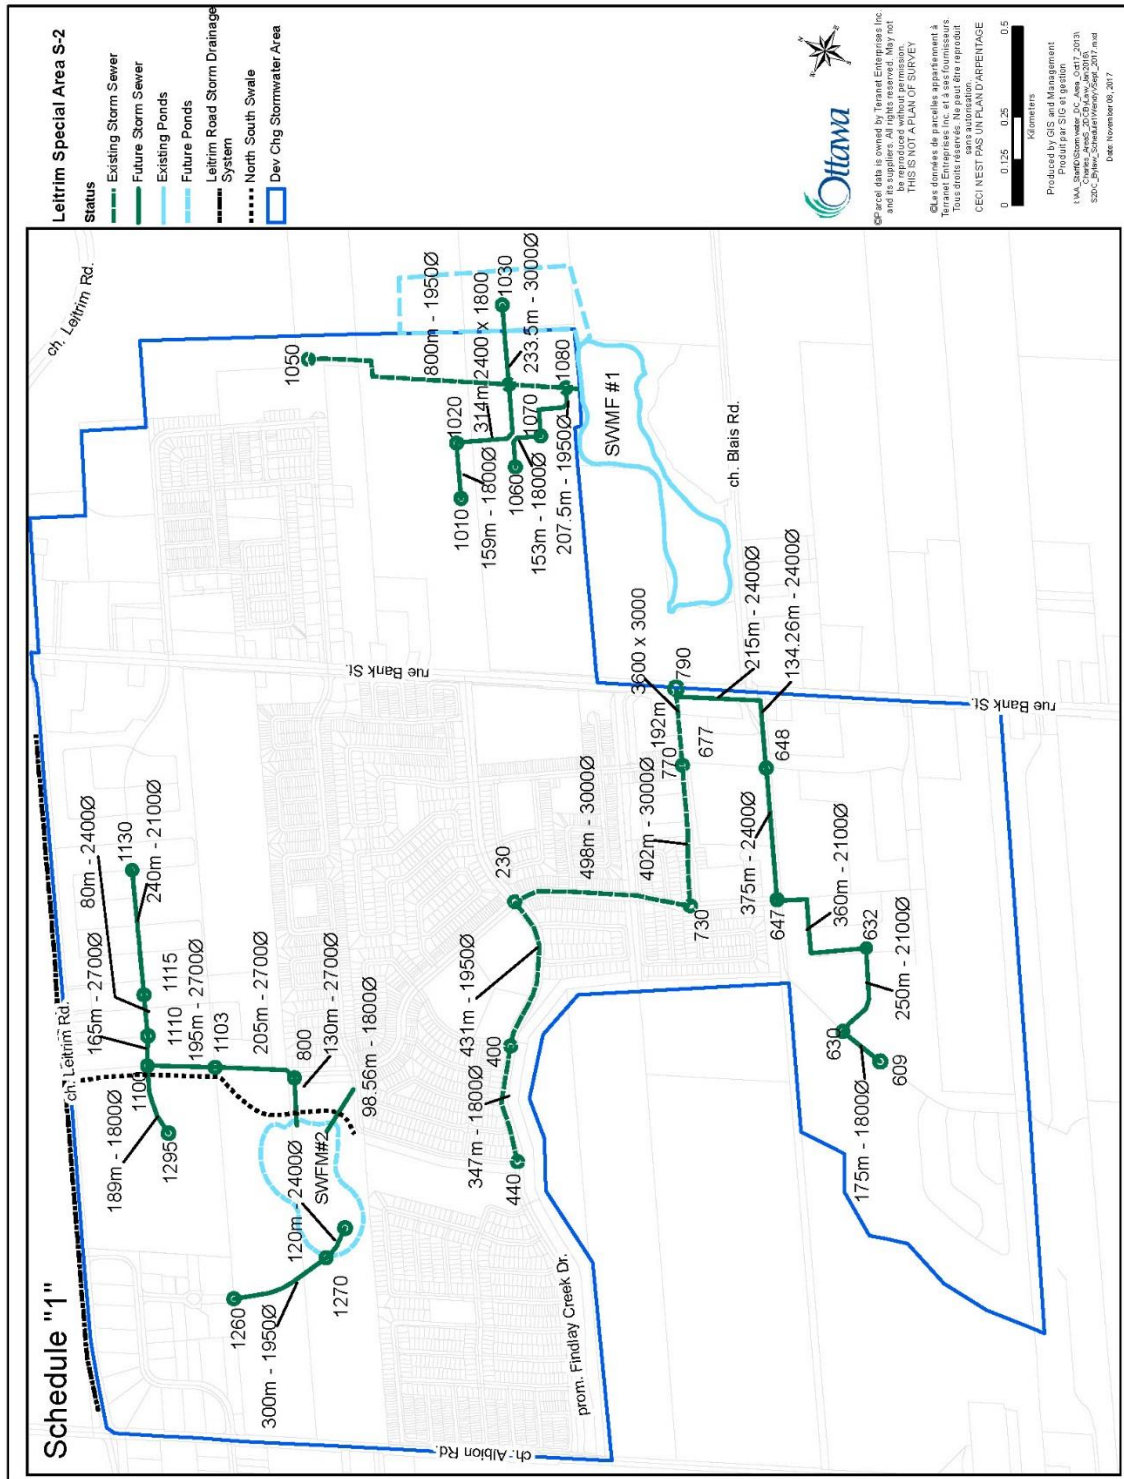 Schedule "1"
Leitrim Special Area S-2
Status
Existing Storm Sewer
Future Storm Sewer
Existing Ponds
Future Ponds
Leitrim Road Storm Drainage
System
North South Swale
Dev Chg Stormwater Area
Ottawa
©Parcel data is owned by Teranet Enterprises Inc.
and its suppliers. All rights reserved. May not
be reproduced without permission.
THIS IS NOT A PLAN OF SURVEY
©Les données de parcelles appartiennent à
Teranet Entreprises Inc. et à ses fournisseurs.
Tous droits réservés. Ne peut être reproduit
sans autorisation.
CECI N'EST PAS UN PLAN D'ARPENTAGE
0 0.125 0.25 0.5
Kilometers
Produced by GIS and Management
Produit par SIG et gestion
Date: November 08, 2017
ch. Leitrim Rd.
ch. Leitrim Rd.
ch. Albion Rd.
prom. Findlay Creek Dr.
rue Bank St.
rue Bank St.
ch. Blais Rd.
SWMF #1
SWFM#2
1050
800m - 1950Ø
1030
233.5m - 3000Ø
314m 2400 x 1800
1020
1010
159m - 1800Ø
1060
153m - 1800Ø
1070
207.5m - 1950Ø
1080
80m - 2400Ø
1130
240m - 2100Ø
165m - 2700Ø
1115
1110
195m - 2700Ø
1103
1100
189m - 1800Ø
1295
205m - 2700Ø
800
130m - 2700Ø
98.56m - 1800Ø
120m - 2400Ø
1260
300m - 1950Ø
1270
230
498m - 3000Ø
431m - 1950Ø
400
347m - 1800Ø
440
402m - 3000Ø
730
770
192m
3600 x 3000
790
677
215m - 2400Ø
134.26m - 2400Ø
648
375m - 2400Ø
647
360m - 2100Ø
632
250m - 2100Ø
630
609
175m - 1800Ø